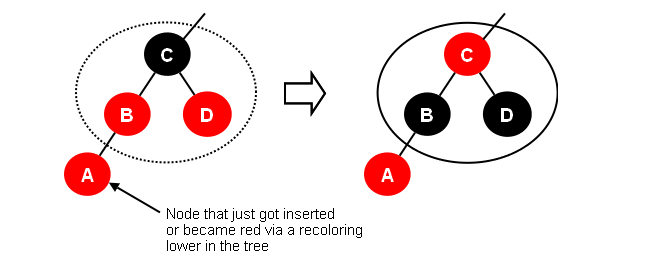 C
C
B
D
B
D
A
A
Node that just got inserted
or became red via a recoloring
lower in the tree